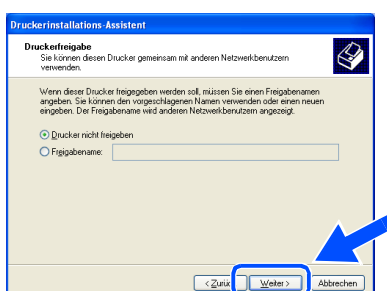 Druckerinstallations-Assistent
Druckerfreigabe
Sie können diesen Drucker gemeinsam mit anderen Netzwerkbenutzern
verwenden.
Wenn dieser Drucker freigegeben werden soll, müssen Sie einen Freigabenamen
angeben. Sie können den vorgeschlagenen Namen verwenden oder einen neuen
eingeben. Der Freigabename wird anderen Netzwerkbenutzern angezeigt.
Drucker nicht freigeben
Freigabename:
< Zurück Weiter > Abbrechen